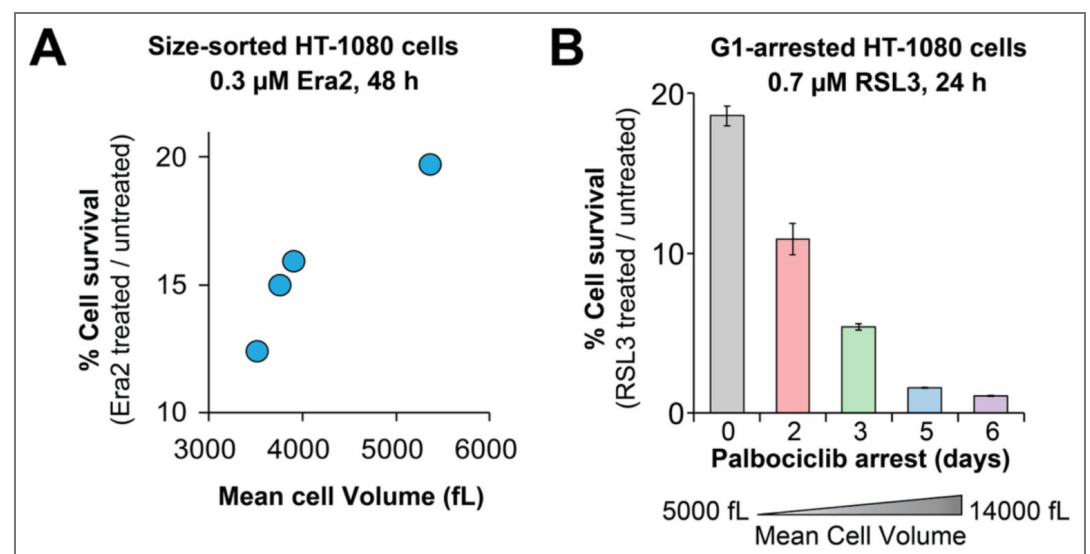 A
Size-sorted HT-1080 cells
0.3 µM Era2, 48 h
% Cell survival
(Era2 treated / untreated)
20
15
10
3000 4000 5000 6000
Mean cell Volume (fL)
B
G1-arrested HT-1080 cells
0.7 µM RSL3, 24 h
% Cell survival
(RSL3 treated / untreated)
20
10
0
0 2 3 5 6
Palbociclib arrest (days)
5000 fL 14000 fL
Mean Cell Volume